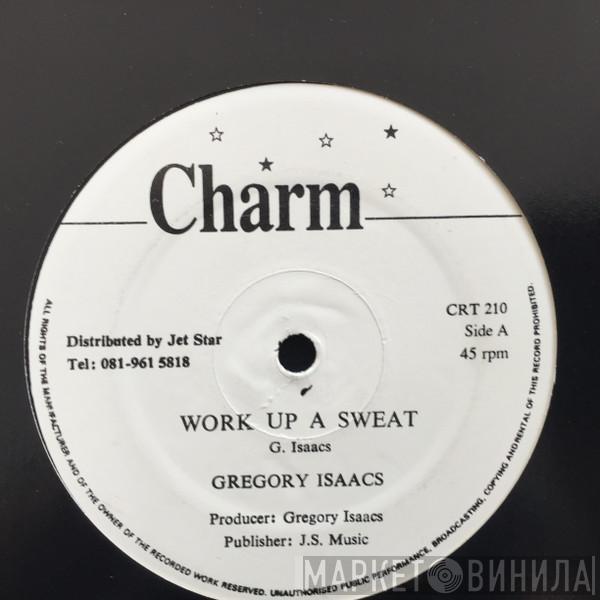 Charm
CRT 210
Side A
45 rpm
Distributed by Jet Star
Tel: 081-961 5818
WORK UP A SWEAT
G. Isaacs
GREGORY ISAACS
Producer: Gregory Isaacs
Publisher: J.S. Music
ALL RIGHTS OF THE MANUFACTURER AND OF THE OWNER OF THE RECORDED WORK RESERVED. UNAUTHORISED PUBLIC PERFORMANCE, BROADCASTING, COPYING AND RENTAL OF THIS RECORD PROHIBITED.
МАРКЕТ ВИНИЛА